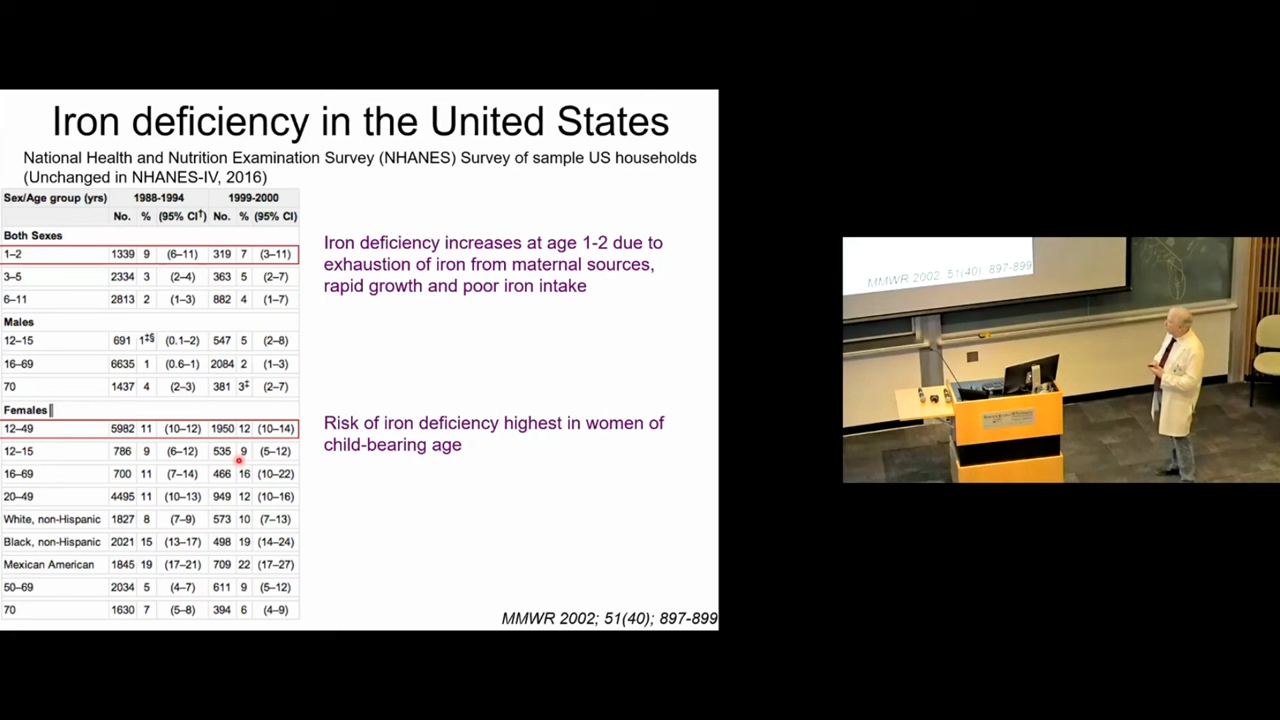 Iron deficiency in the United States
National Health and Nutrition Examination Survey (NHANES) Survey of sample US households
(Unchanged in NHANES-IV, 2016)
Sex/Age group (yrs) 1988-1994 1999-2000
No. % (95% CI†) No. % (95% CI)
Both Sexes
1–2 1339 9 (6–11) 319 7 (3–11)
3–5 2334 3 (2–4) 363 5 (2–7)
6–11 2813 2 (1–3) 882 4 (1–7)
Males
12–15 691 1‡§ (0.1–2) 547 5 (2–8)
16–69 6635 1 (0.6–1) 2084 2 (1–3)
70 1437 4 (2–3) 381 3‡ (2–7)
Females‖
12–49 5982 11 (10–12) 1950 12 (10–14)
12–15 786 9 (6–12) 535 9 (5–12)
16–69 700 11 (7–14) 466 16 (10–22)
20–49 4495 11 (10–13) 949 12 (10–16)
White, non-Hispanic 1827 8 (7–9) 573 10 (7–13)
Black, non-Hispanic 2021 15 (13–17) 498 19 (14–24)
Mexican American 1845 19 (17–21) 709 22 (17–27)
50–69 2034 5 (4–7) 611 9 (5–12)
70 1630 7 (5–8) 394 6 (4–9)
Iron deficiency increases at age 1-2 due to
exhaustion of iron from maternal sources,
rapid growth and poor iron intake
Risk of iron deficiency highest in women of
child-bearing age
MMWR 2002; 51(40); 897-899
MMWR 2002; 51(40); 897-899